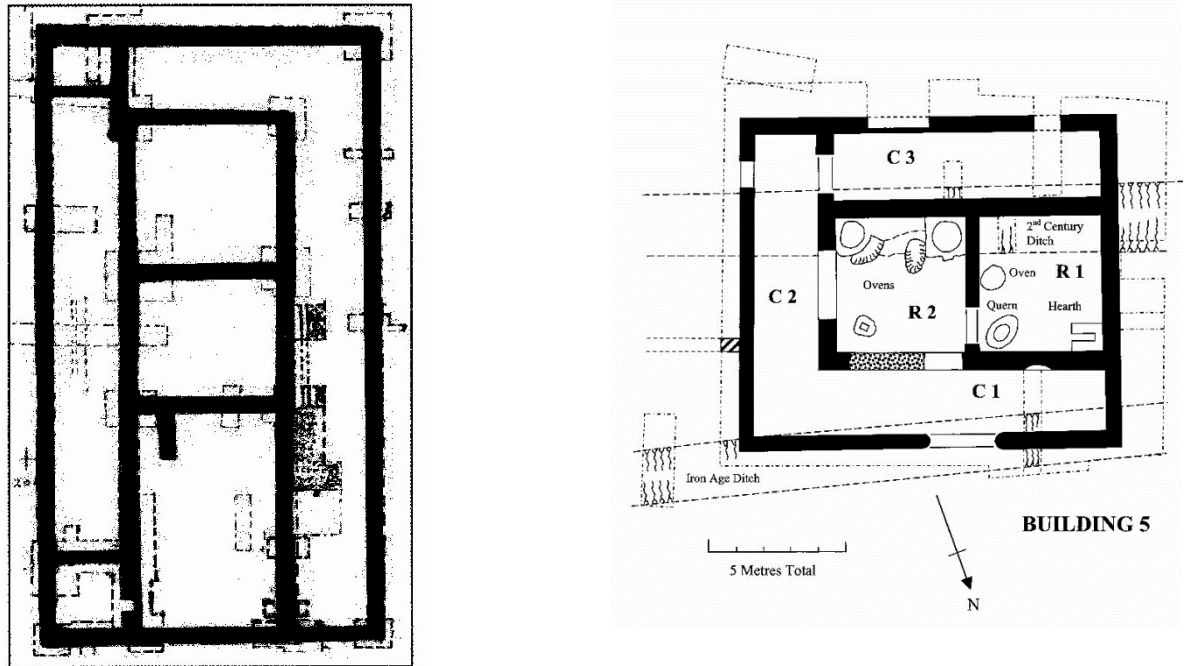 C 3
2nd Century
Ditch
Oven
R 1
C 2
Ovens
Quern
Hearth
R 2
C 1
Iron Age Ditch
BUILDING 5
5 Metres Total
N